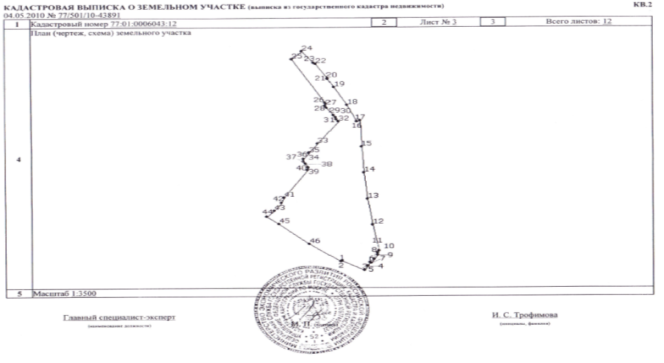 КАДАСТРОВАЯ ВЫПИСКА О ЗЕМЕЛЬНОМ УЧАСТКЕ (выписка из государственного кадастра недвижимости) КВ.2
04.05.2010 № 77/501/10-43891
1 Кадастровый номер 77:01:0006043:12 2 Лист № 3 3 Всего листов: 12
План (чертеж, схема) земельного участка
24
25 23 22
21 20
19
26 27 18
28 29 30
31 32 16 17
33 15
36 35
37 34
38
40 39 14
41 13
42
43
44
45
46 11
10
8 9
7
1
2 4
5
4
5 Масштаб 1:3500
Главный специалист-эксперт И. С. Трофимова
(наименование должности) (инициалы, фамилия)
М.П.